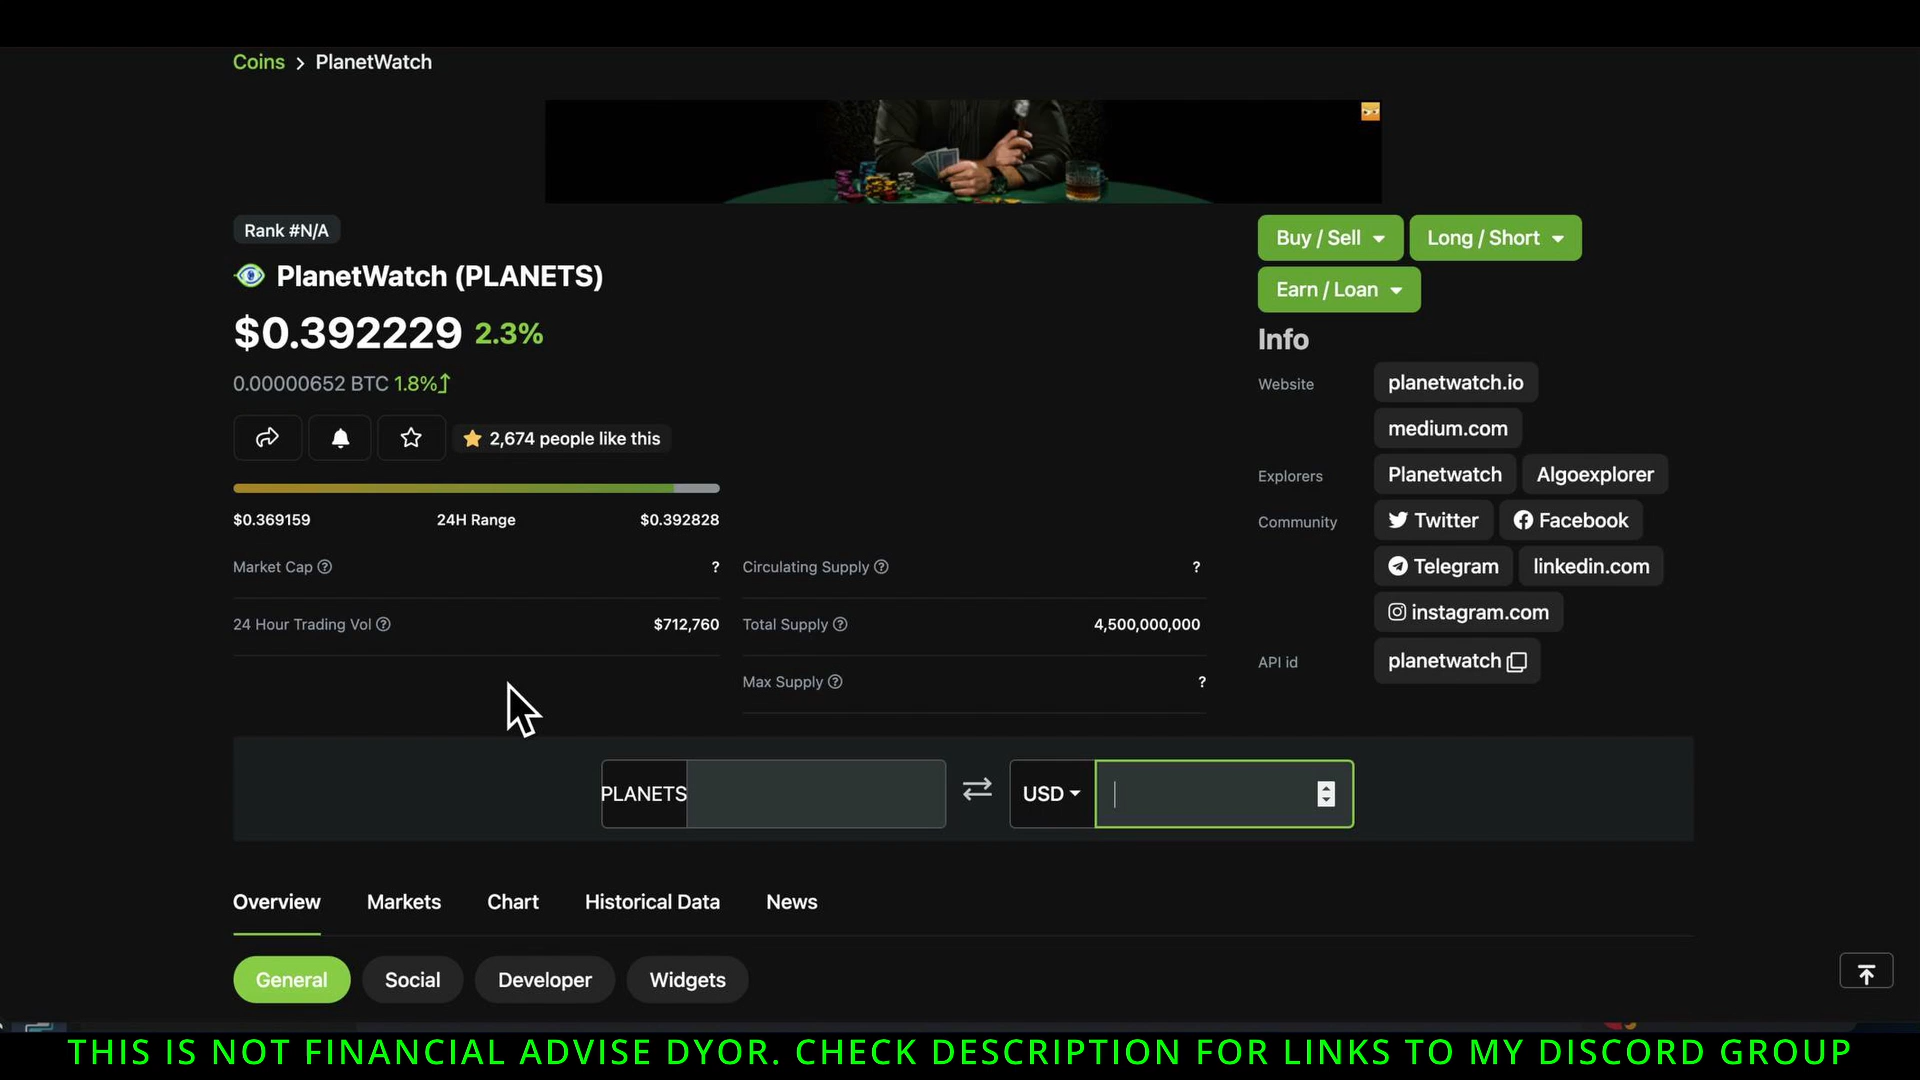 Coins > PlanetWatch
Rank #N/A
PlanetWatch (PLANETS)
$0.392229 2.3%
0.00000652 BTC 1.8%
2,674 people like this
$0.369159 24H Range $0.392828
Market Cap ? ?
Circulating Supply ? ?
24 Hour Trading Vol ? $712,760
Total Supply ? 4,500,000,000
Max Supply ? ?
Buy / Sell Long / Short
Earn / Loan
Info
Website planetwatch.io
medium.com
Explorers Planetwatch Algoexplorer
Community Twitter Facebook
Telegram linkedin.com
instagram.com
API id planetwatch
PLANETS USD
Overview Markets Chart Historical Data News
General Social Developer Widgets
THIS IS NOT FINANCIAL ADVISE DYOR. CHECK DESCRIPTION FOR LINKS TO MY DISCORD GROUP